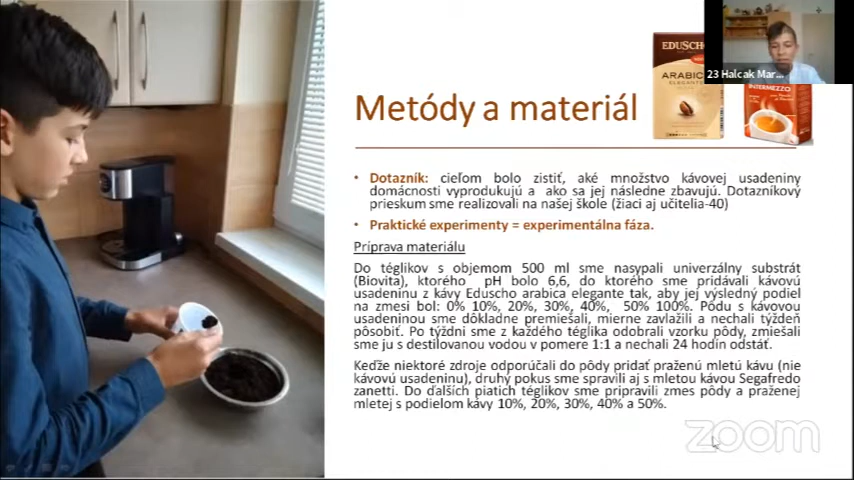 EDUSCHO
ARABICA
ELEGANTE
INTERMEZZO
23 Halcak Mar...
Metódy a materiál
• Dotazník: cieľom bolo zistiť, aké množstvo kávovej usadeniny
domácnosti vyprodukujú a ako sa jej následne zbavujú. Dotazníkový
prieskum sme realizovali na našej škole (žiaci aj učitelia-40)
• Praktické experimenty = experimentálna fáza.
Príprava materiálu
Do téglikov s objemom 500 ml sme nasypali univerzálny substrát
(Biovita), ktorého pH bolo 6,6, do ktorého sme pridávali kávovú
usadeninu z kávy Eduscho arabica elegante tak, aby jej výsledný podiel
na zmesi bol: 0% 10%, 20%, 30%, 40%, 50% 100%. Pôdu s kávovou
usadeninou sme dôkladne premiešali, mierne zavlažili a nechali týždeň
pôsobiť. Po týždni sme z každého téglika odobrali vzorku pôdy, zmiešali
sme ju s destilovanou vodou v pomere 1:1 a nechali 24 hodín odstáť.
Keďže niektoré zdroje odporúčali do pôdy pridať praženú mletú kávu (nie
kávovú usadeninu), druhý pokus sme spravili aj s mletou kávou Segafredo
zanetti. Do ďalších piatich téglikov sme pripravili zmes pôdy a praženej
mletej s podielom kávy 10%, 20%, 30%, 40% a 50%.
zoom